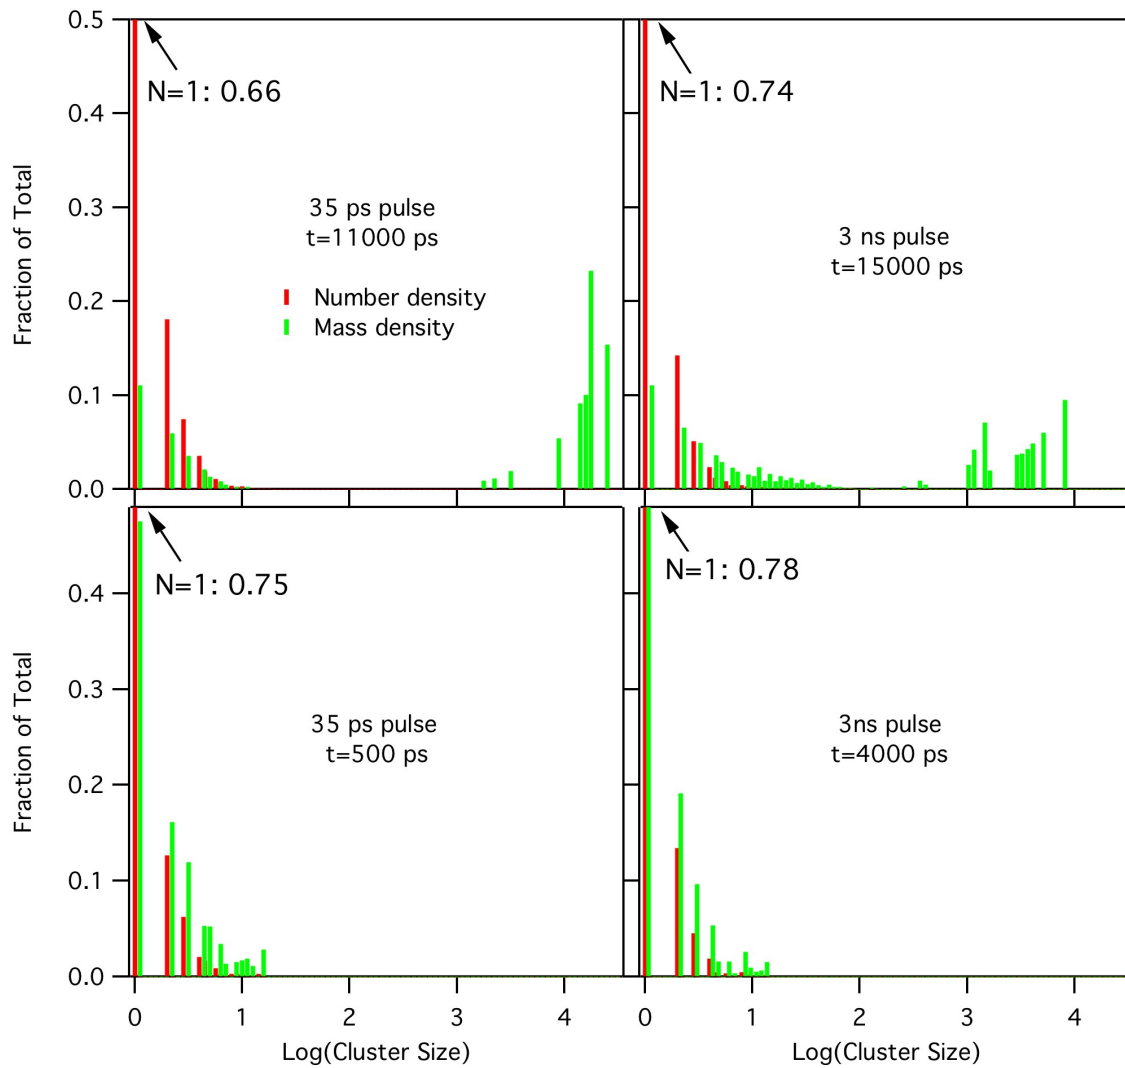 0.5
0.4
0.3
0.2
0.1
0.0
Fraction of Total
N=1: 0.66
35 ps pulse
t=11000 ps
Number density
Mass density
N=1: 0.74
3 ns pulse
t=15000 ps
0.4
0.3
0.2
0.1
0.0
Fraction of Total
N=1: 0.75
35 ps pulse
t=500 ps
0 1 2 3 4
Log(Cluster Size)
N=1: 0.78
3ns pulse
t=4000 ps
0 1 2 3 4
Log(Cluster Size)